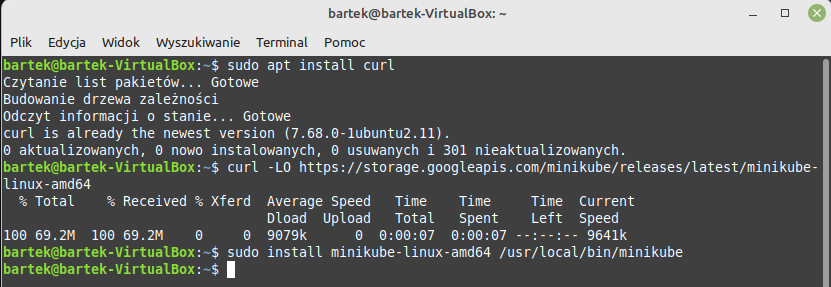 bartek@bartek-VirtualBox: ~
Plik Edycja Widok Wyszukiwanie Terminal Pomoc
bartek@bartek-VirtualBox:~$ sudo apt install curl
Czytanie list pakietów... Gotowe
Budowanie drzewa zależności
Odczyt informacji o stanie... Gotowe
curl is already the newest version (7.68.0-1ubuntu2.11).
0 aktualizowanych, 0 nowo instalowanych, 0 usuwanych i 301 nieaktualizowanych.
bartek@bartek-VirtualBox:~$ curl -LO https://storage.googleapis.com/minikube/releases/latest/minikube-
linux-amd64
  % Total    % Received % Xferd  Average Speed   Time    Time     Time  Current
                                 Dload  Upload   Total   Spent    Left  Speed
100 69.2M  100 69.2M    0     0  9079k      0  0:00:07  0:00:07 --:--:-- 9641k
bartek@bartek-VirtualBox:~$ sudo install minikube-linux-amd64 /usr/local/bin/minikube
bartek@bartek-VirtualBox:~$